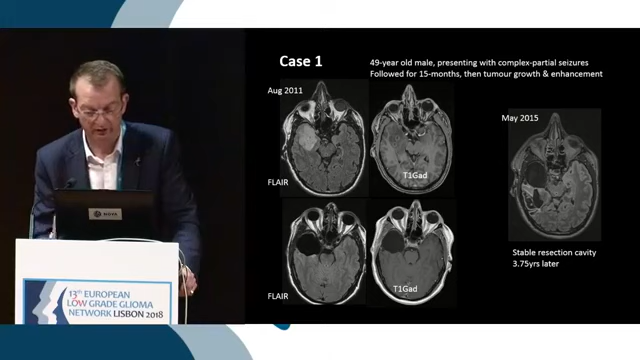 Case 1
49-year old male, presenting with complex-partial seizures
Followed for 15-months, then tumour growth & enhancement
Aug 2011
FLAIR
T1Gad
May 2015
FLAIR
T1Gad
Stable resection cavity
3.75yrs later
NOVA
13th EUROPEAN
LOW GRADE GLIOMA
NETWORK LISBON 2018